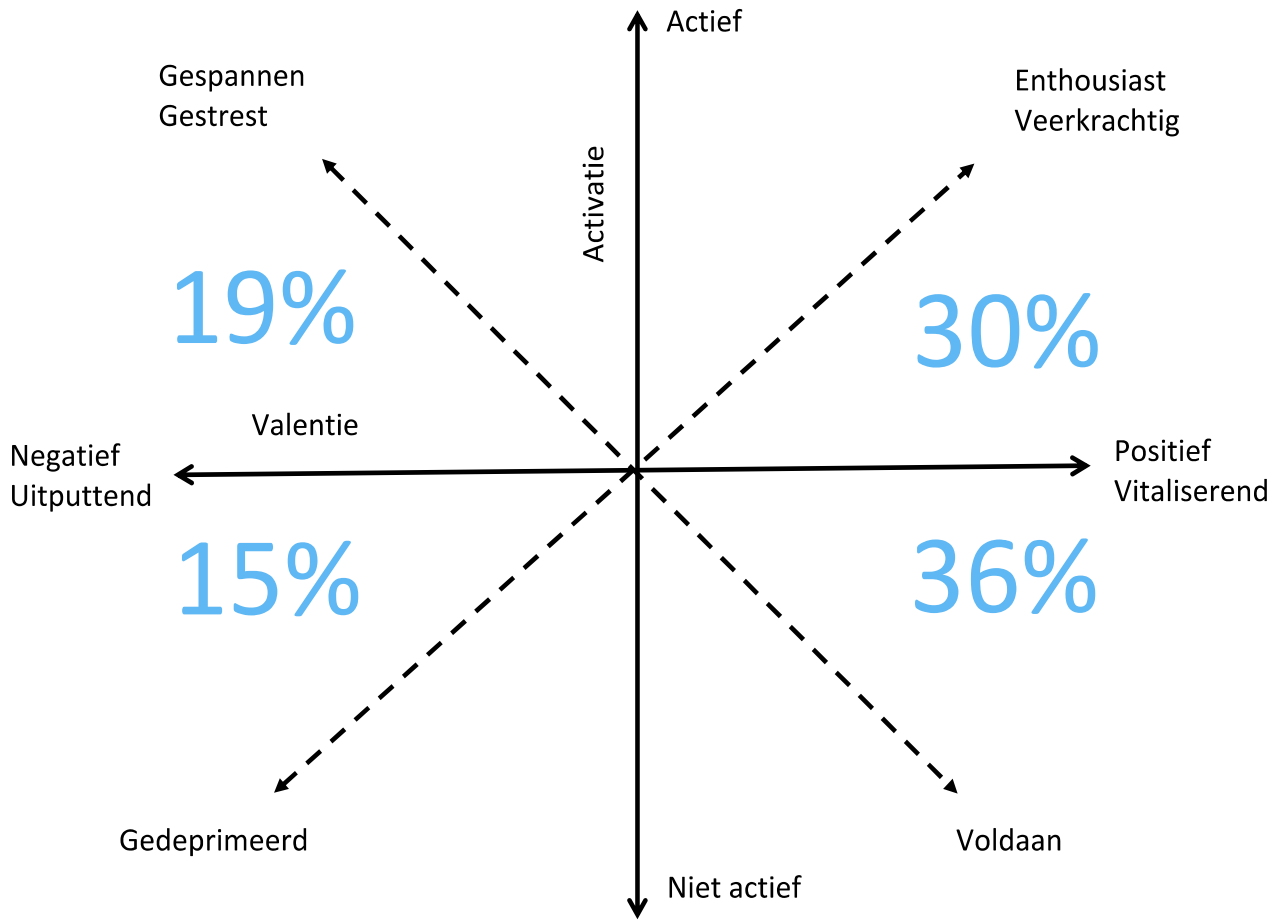 Actief
Gespannen
Gestrest
Enthousiast
Veerkrachtig
Activatie
19%
30%
Valentie
Negatief
Uitputtend
Positief
Vitaliserend
15%
36%
Gedeprimeerd
Voldaan
Niet actief